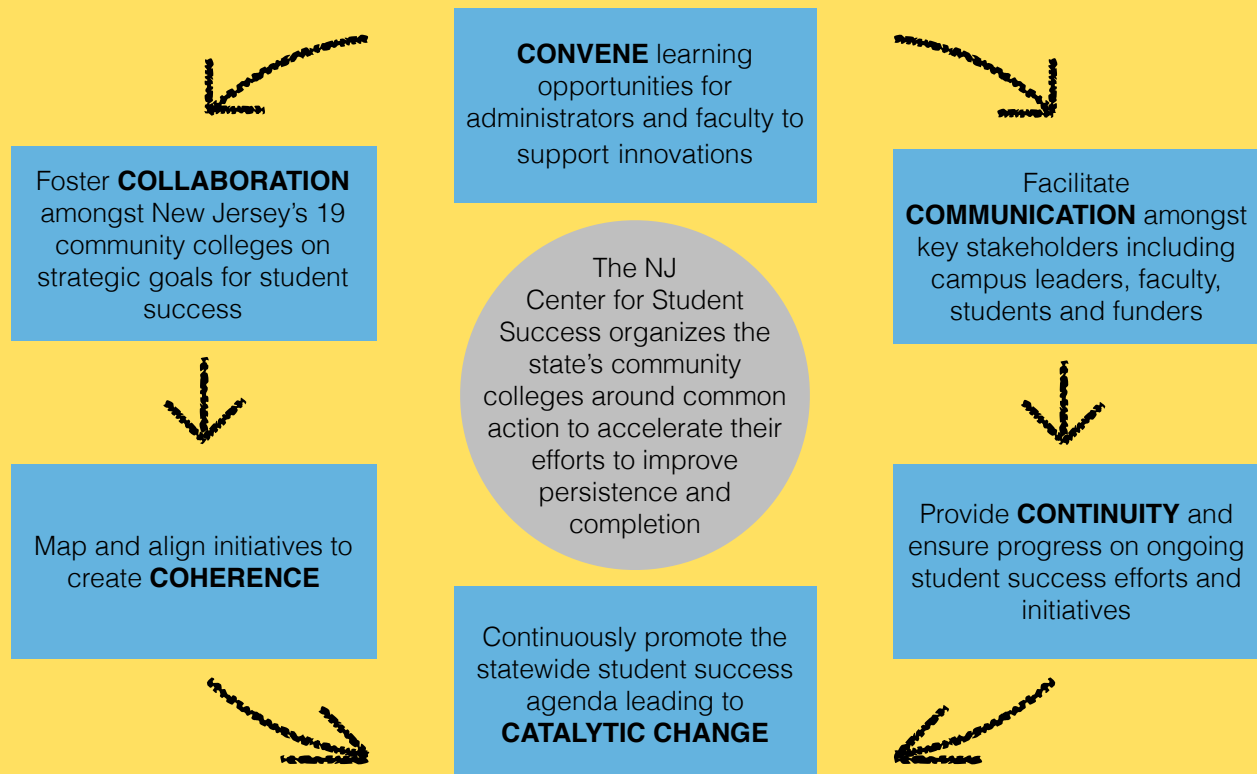 CONVENE learning
opportunities for
administrators and faculty to
support innovations
Foster COLLABORATION
amongst New Jersey's 19
community colleges on
strategic goals for student
success
Facilitate
COMMUNICATION amongst
key stakeholders including
campus leaders, faculty,
students and funders
The NJ
Center for Student
Success organizes the
state's community
colleges around common
action to accelerate their
efforts to improve
persistence and
completion
Map and align initiatives to
create COHERENCE
Provide CONTINUITY and
ensure progress on ongoing
student success efforts and
initiatives
Continuously promote the
statewide student success
agenda leading to
CATALYTIC CHANGE